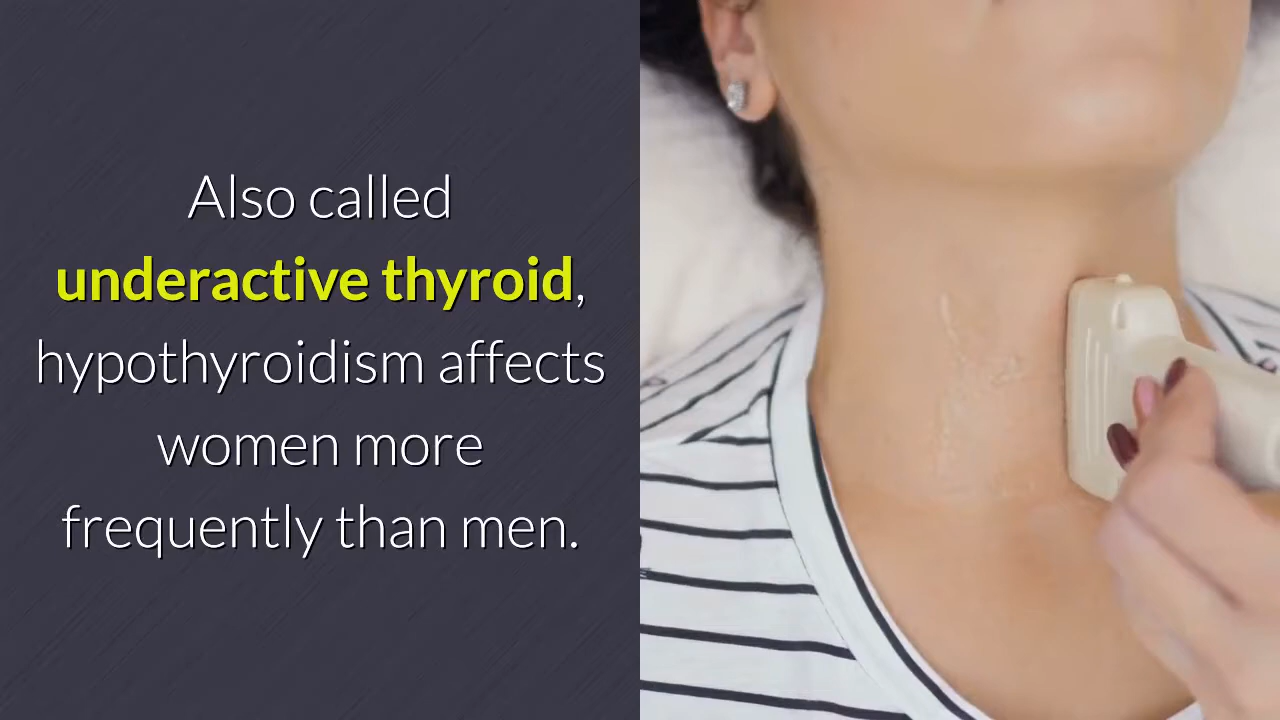 Also called
underactive thyroid,
hypothyroidism affects
women more
frequently than men.